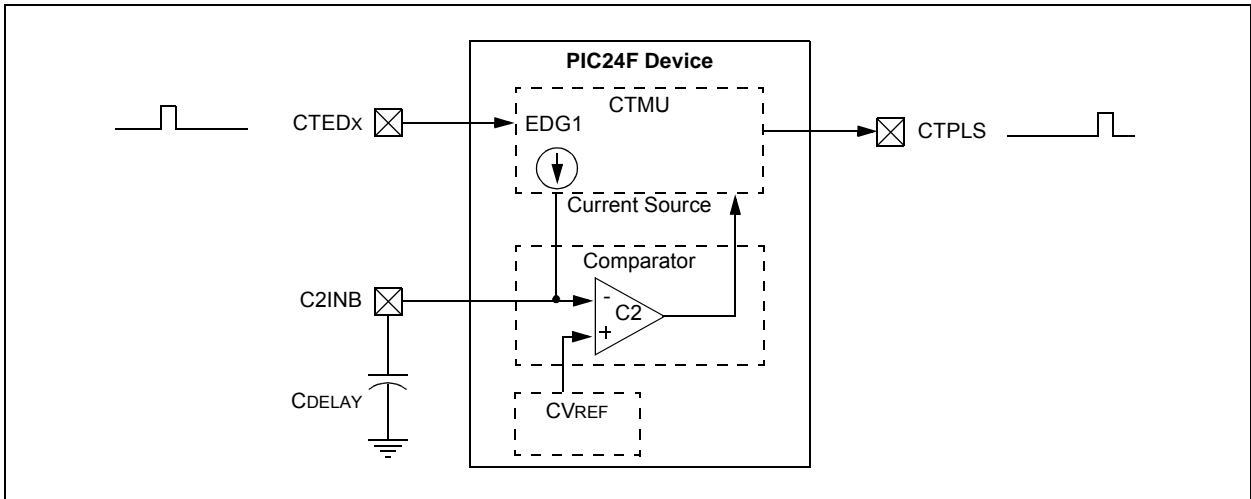 PIC24F Device
CTMU
CTEDX
EDG1
CTPLS
Current Source
Comparator
C2INB
-
C2
+
CDELAY
CVREF